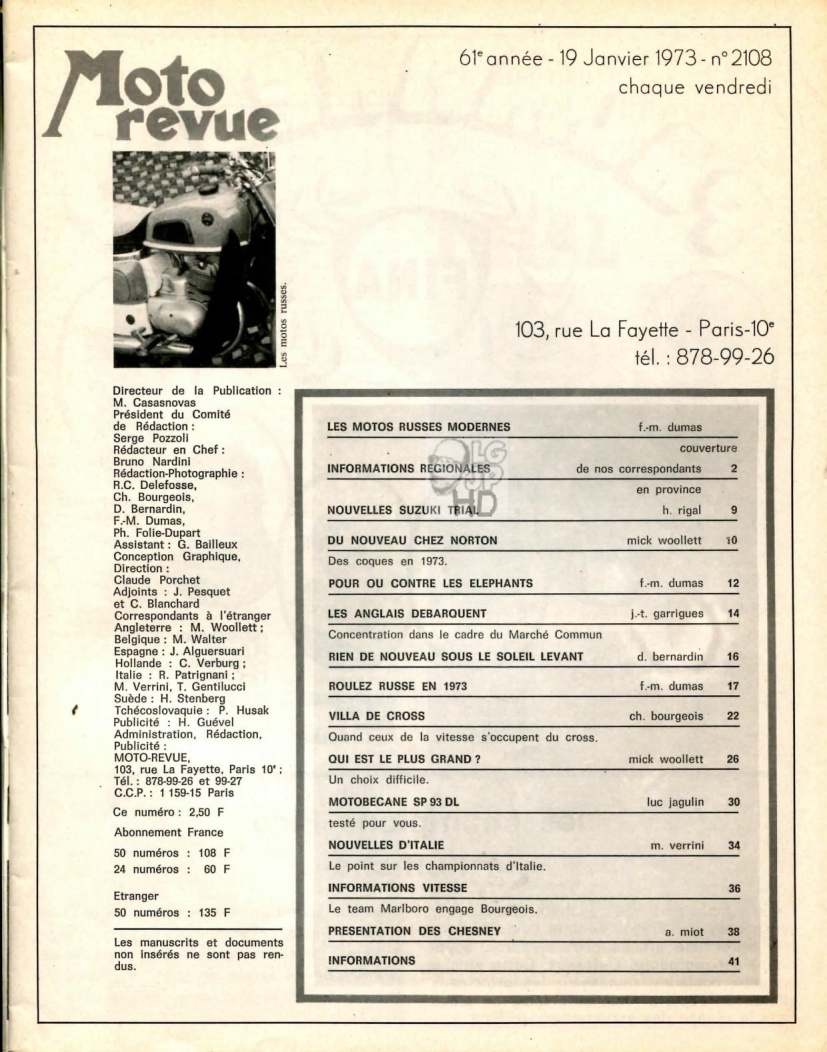 Moto
revue
61e année - 19 Janvier 1973 - n° 2108
chaque vendredi
Les motos russes.
103, rue La Fayette - Paris-10e
tél. : 878-99-26
Directeur de la Publication :
M. Casasnovas
Président du Comité
de Rédaction :
Serge Pozzoli
Rédacteur en Chef :
Bruno Nardini
Rédaction-Photographie :
R.C. Delefosse,
Ch. Bourgeois,
D. Bernardin,
F.-M. Dumas,
Ph. Folie-Dupart
Assistant : G. Bailleux
Conception Graphique,
Direction :
Claude Porchet
Adjoints : J. Pesquet
et C. Blanchard
Correspondants à l'étranger
Angleterre : M. Woollett ;
Belgique : M. Walter
Espagne : J. Alguersuari
Hollande : C. Verburg ;
Italie : R. Patrignani ;
M. Verrini, T. Gentilucci
Suède : H. Stenberg
Tchécoslovaquie : P. Husak
Publicité : H. Guével
Administration, Rédaction,
Publicité :
MOTO-REVUE,
103, rue La Fayette, Paris 10e ;
Tél. : 878-99-26 et 99-27
C.C.P. : 1 159-15 Paris
Ce numéro : 2,50 F
Abonnement France
50 numéros : 108 F
24 numéros : 60 F
Etranger
50 numéros : 135 F
Les manuscrits et documents
non insérés ne sont pas ren-
dus.
LES MOTOS RUSSES MODERNES f.-m. dumas
couverture
INFORMATIONS REGIONALES de nos correspondants 2
en province
NOUVELLES SUZUKI TRIAL h. rigal 9
DU NOUVEAU CHEZ NORTON mick woollett 10
Des coques en 1973.
POUR OU CONTRE LES ELEPHANTS f.-m. dumas 12
LES ANGLAIS DEBARQUENT j.-t. garrigues 14
Concentration dans le cadre du Marché Commun
RIEN DE NOUVEAU SOUS LE SOLEIL LEVANT d. bernardin 16
ROULEZ RUSSE EN 1973 f.-m. dumas 17
VILLA DE CROSS ch. bourgeois 22
Quand ceux de la vitesse s'occupent du cross.
QUI EST LE PLUS GRAND ? mick woollett 26
Un choix difficile.
MOTOBECANE SP 93 DL luc jagulin 30
testé pour vous.
NOUVELLES D'ITALIE m. verrini 34
Le point sur les championnats d'Italie.
INFORMATIONS VITESSE 36
Le team Marlboro engage Bourgeois.
PRESENTATION DES CHESNEY a. miot 38
INFORMATIONS 41
LG
JP
HD